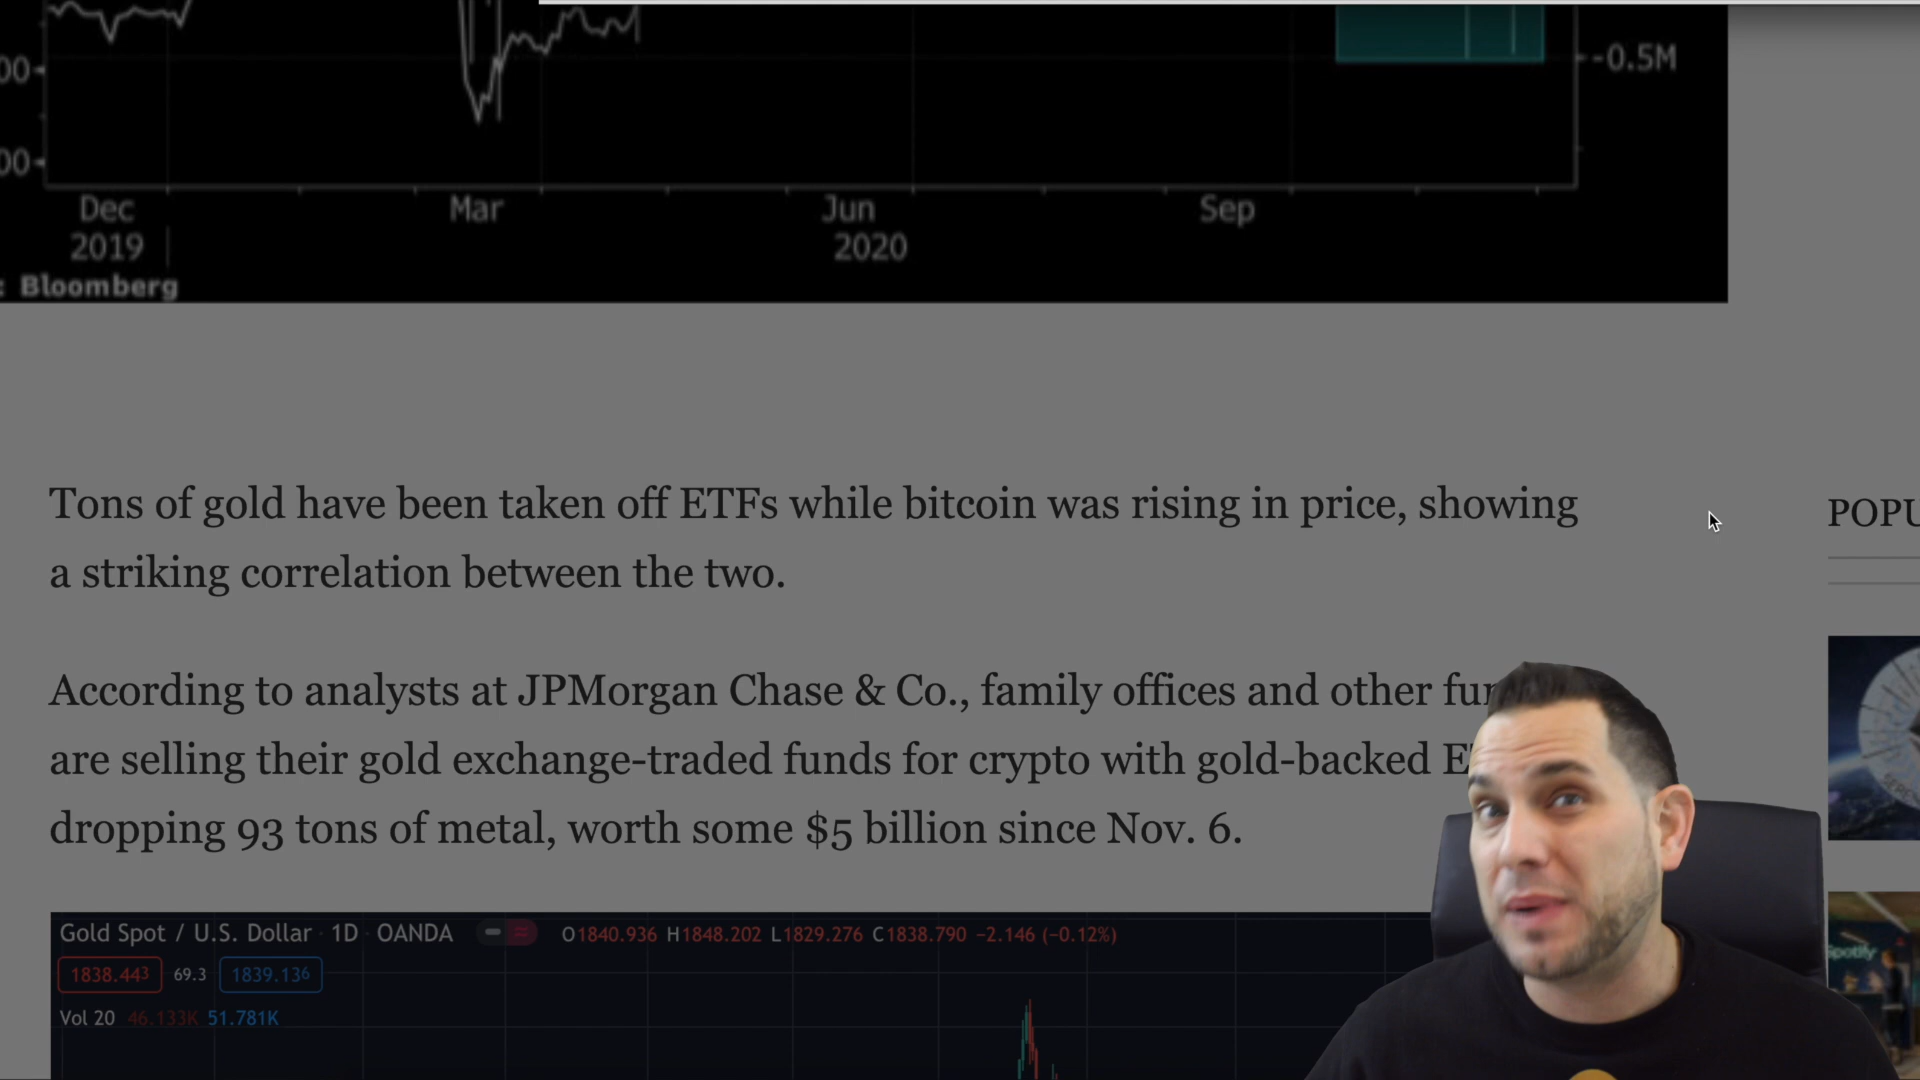 -0.5M
00
00
Dec Mar Jun Sep
2019 2020
: Bloomberg
Tons of gold have been taken off ETFs while bitcoin was rising in price, showing
a striking correlation between the two.
According to analysts at JPMorgan Chase & Co., family offices and other
are selling their gold exchange-traded funds for crypto with gold-backed
dropping 93 tons of metal, worth some $5 billion since Nov. 6.
Gold Spot / U.S. Dollar · 1D · OANDA O1840.936 H1848.202 L1829.276 C1838.790 −2.146 (−0.12%)
1838.443 69.3 1839.136
Vol 20 46.133K 51.781K
POPU
Spotify